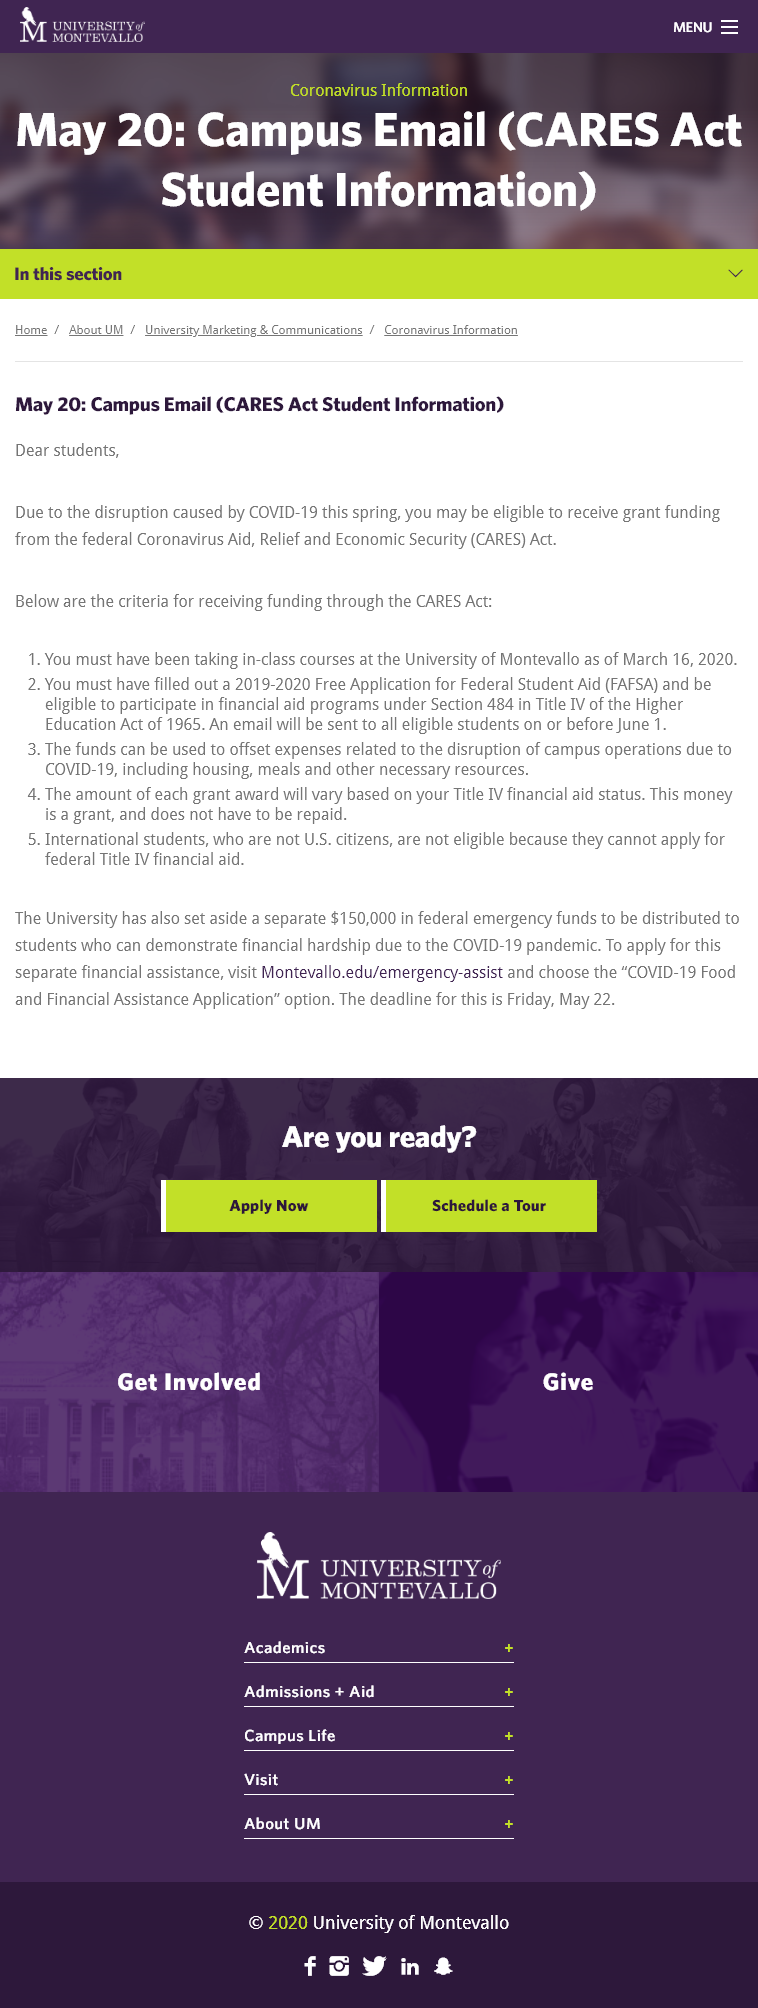 M UNIVERSITY of
MONTEVALLO
MENU
Coronavirus Information
May 20: Campus Email (CARES Act
Student Information)
In this section
Home / About UM / University Marketing & Communications / Coronavirus Information
May 20: Campus Email (CARES Act Student Information)
Dear students,
Due to the disruption caused by COVID-19 this spring, you may be eligible to receive grant funding
from the federal Coronavirus Aid, Relief and Economic Security (CARES) Act.
Below are the criteria for receiving funding through the CARES Act:
1. You must have been taking in-class courses at the University of Montevallo as of March 16, 2020.
2. You must have filled out a 2019-2020 Free Application for Federal Student Aid (FAFSA) and be
eligible to participate in financial aid programs under Section 484 in Title IV of the Higher
Education Act of 1965. An email will be sent to all eligible students on or before June 1.
3. The funds can be used to offset expenses related to the disruption of campus operations due to
COVID-19, including housing, meals and other necessary resources.
4. The amount of each grant award will vary based on your Title IV financial aid status. This money
is a grant, and does not have to be repaid.
5. International students, who are not U.S. citizens, are not eligible because they cannot apply for
federal Title IV financial aid.
The University has also set aside a separate $150,000 in federal emergency funds to be distributed to
students who can demonstrate financial hardship due to the COVID-19 pandemic. To apply for this
separate financial assistance, visit Montevallo.edu/emergency-assist and choose the “COVID-19 Food
and Financial Assistance Application” option. The deadline for this is Friday, May 22.
Are you ready?
Apply Now
Schedule a Tour
Get Involved
Give
M UNIVERSITY of
MONTEVALLO
Academics +
Admissions + Aid +
Campus Life +
Visit +
About UM +
© 2020 University of Montevallo